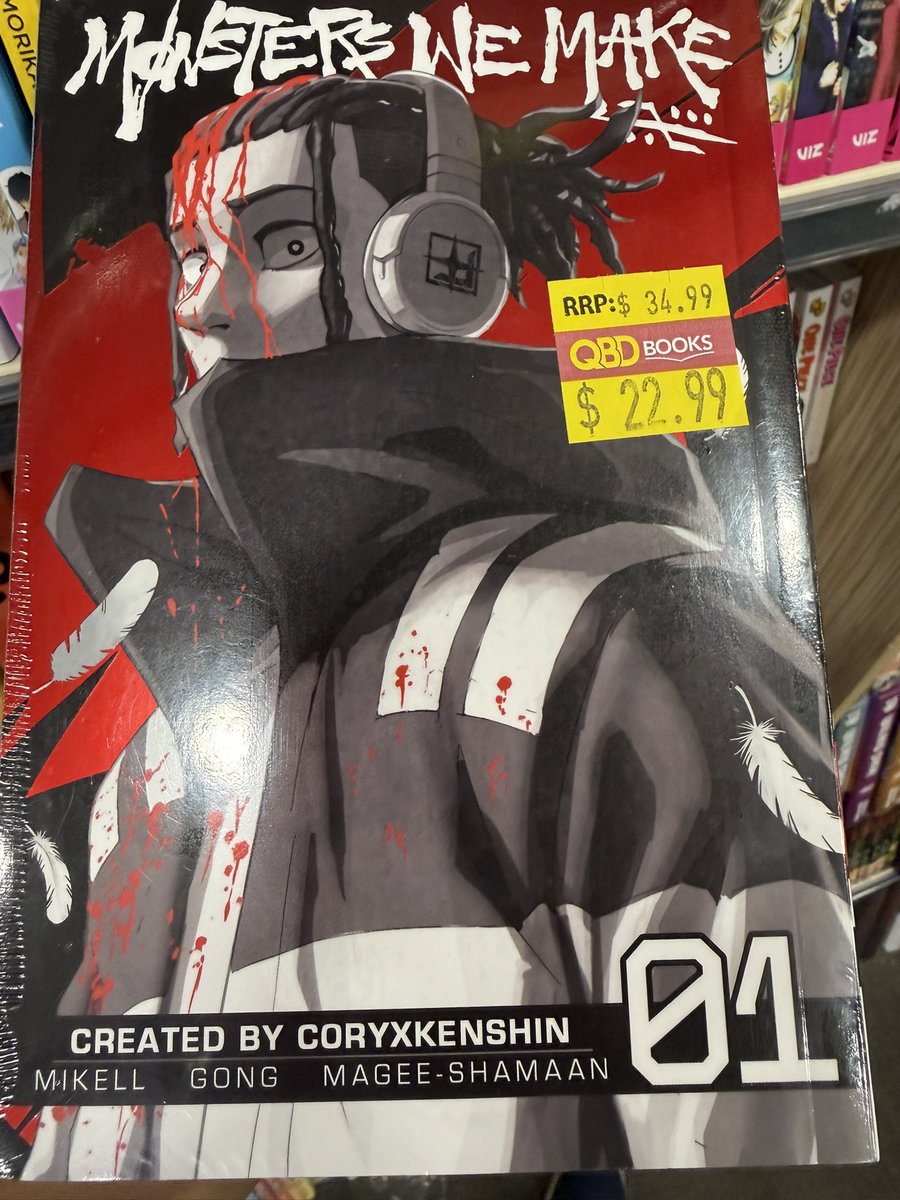 MORIK
MONSTERS WE MAKE
VIZ
VIZ
RRP:$ 34.99
QBD BOOKS
$ 22.99
CREATED BY CORYXKENSHIN
MIKELL GONG MAGEE-SHAMAAN
01